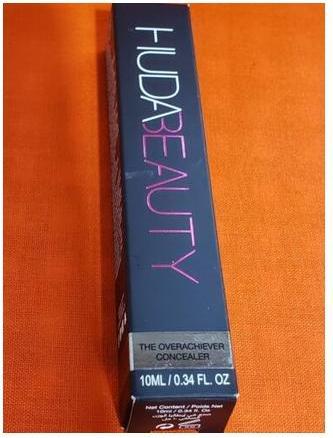 HUDABEAUTY
THE OVERACHIEVER
CONCEALER
10ML / 0.34 FL. OZ
Net Content / Poids Net
10ml / 0.34 fl. Oz